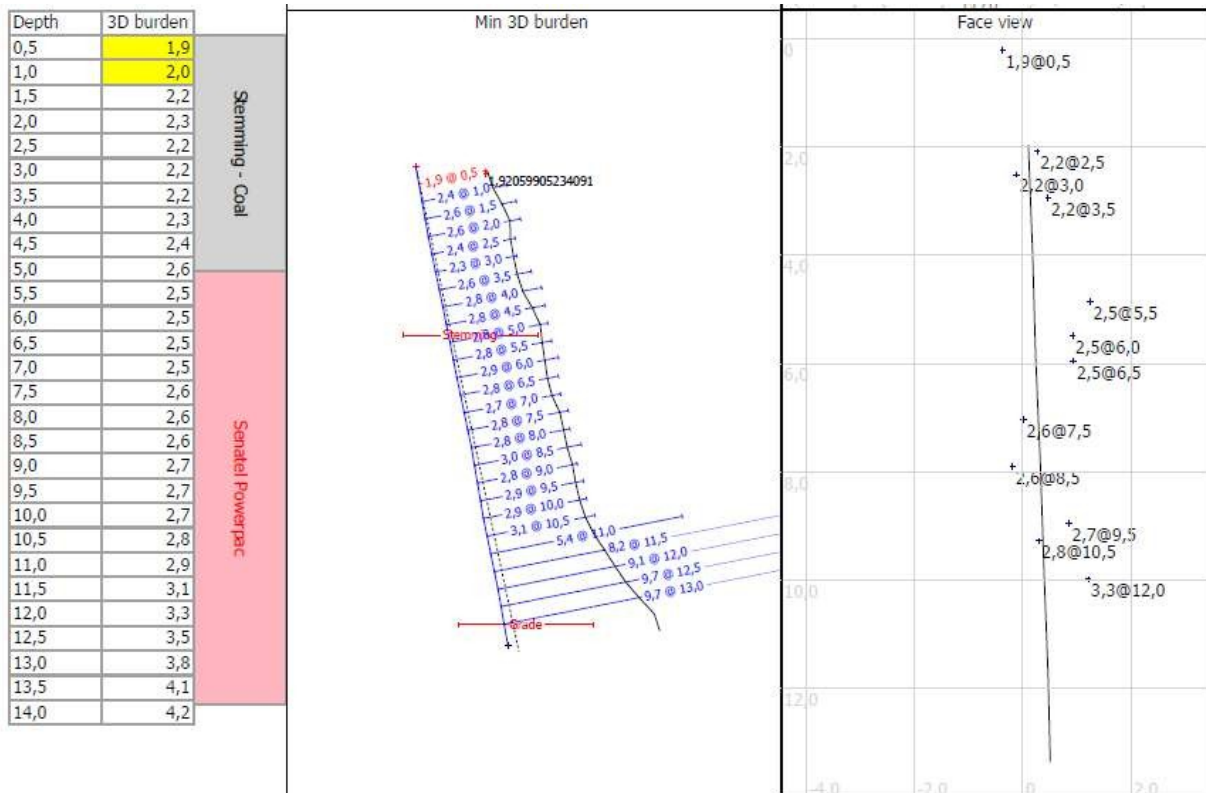 Depth 3D burden
0,5 1,9
1,0 2,0
1,5 2,2
2,0 2,3
2,5 2,2
3,0 2,2
3,5 2,2
4,0 2,3
4,5 2,4
5,0 2,6
5,5 2,5
6,0 2,5
6,5 2,5
7,0 2,5
7,5 2,6
8,0 2,6
8,5 2,6
9,0 2,7
9,5 2,7
10,0 2,7
10,5 2,8
11,0 2,9
11,5 3,1
12,0 3,3
12,5 3,5
13,0 3,8
13,5 4,1
14,0 4,2
Stemming - Coal
Senatel Powerpac
Min 3D burden
1,9 @ 0,5
1,92059905234091
2,4 @ 1,0
2,6 @ 1,5
2,6 @ 2,0
2,4 @ 2,5
2,3 @ 3,0
2,6 @ 3,5
2,8 @ 4,0
2,8 @ 4,5
@ 5,0
Stemming
2,8 @ 5,5
2,9 @ 6,0
2,8 @ 6,5
2,7 @ 7,0
2,8 @ 7,5
2,8 @ 8,0
3,0 @ 8,5
2,8 @ 9,0
2,9 @ 9,5
2,9 @ 10,0
3,1 @ 10,5
5,4 @ 11,0
8,2 @ 11,5
9,1 @ 12,0
9,7 @ 12,5
9,7 @ 13,0
Grade
Face view
0
1,9@0,5
2,0
2,2@2,5
2,2@3,0
2,2@3,5
4,0
2,5@5,5
2,5@6,0
6,0
2,5@6,5
2,6@7,5
8,0
2,6@8,5
2,7@9,5
2,8@10,5
10,0
3,3@12,0
12,0
-4,0 -2,0 0,0 2,0